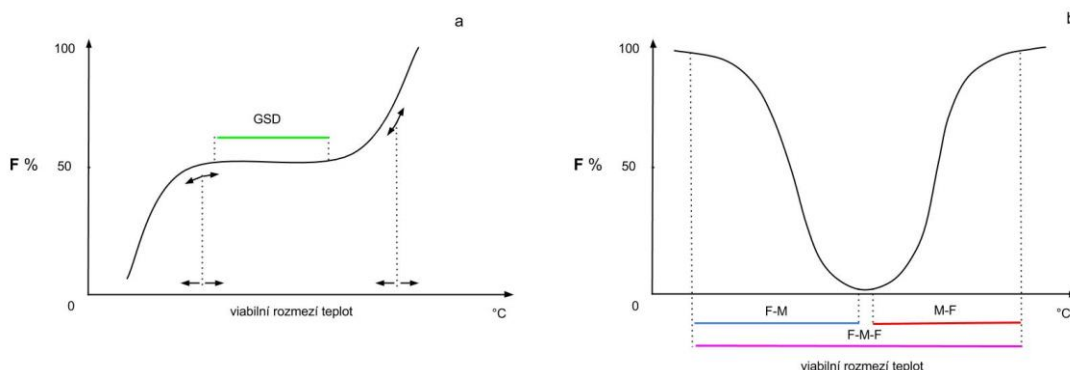 a
100
GSD
F %
50
0
viabilní rozmezí teplot
°C
b
100
F %
50
0
°C
F-M
M-F
F-M-F
viabilní rozmezí teplot